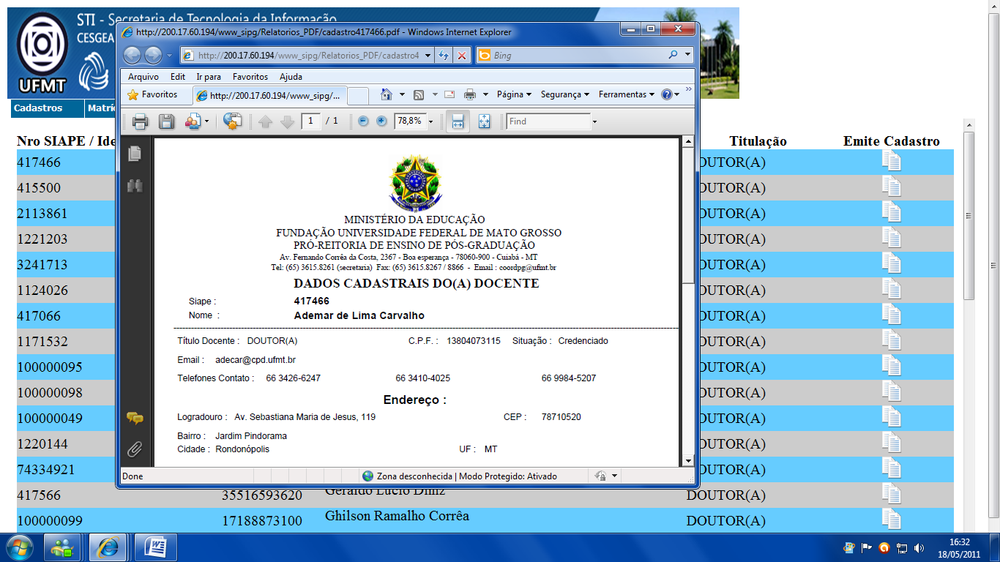 STI - Secretaria de Tecnologia da Informação
CESGEA
UFMT
Cadastros
http://200.17.60.194/www_sipg/Relatorios_PDF/cadastro417466.pdf - Windows Internet Explorer
http://200.17.60.194/www_sipg/Relatorios_PDF/cadastro4 Bing
Arquivo Edit Ir para Favoritos Ajuda
Favoritos http://200.17.60.194/www_sipg/... Página Segurança Ferramentas
1 / 1 78,8% Find
Nro SIAPE / Titulação Emite Cadastro
MINISTÉRIO DA EDUCAÇÃO
FUNDAÇÃO UNIVERSIDADE FEDERAL DE MATO GROSSO
PRÓ-REITORIA DE ENSINO DE PÓS-GRADUAÇÃO
Av. Fernando Corrêa da Costa, 2367 - Boa esperança - 78060-900 - Cuiabá - MT
Tel: (65) 3615.8261 (secretaria) Fax: (65) 3615.8267 / 8866 - Email : coordpg@ufmt.br
DADOS CADASTRAIS DO(A) DOCENTE
Siape : 417466
Nome : Ademar de Lima Carvalho
Título Docente : DOUTOR(A) C.P.F. : 13804073115 Situação : Credenciado
Email : adecar@cpd.ufmt.br
Telefones Contato : 66 3426-6247 66 3410-4025 66 9984-5207
Endereço :
Logradouro : Av. Sebastiana Maria de Jesus, 119 CEP : 78710520
Bairro : Jardim Pindorama
Cidade : Rondonópolis UF : MT
Done Zona desconhecida | Modo Protegido: Ativado
417466 DOUTOR(A)
415500 DOUTOR(A)
2113861 DOUTOR(A)
1221203 DOUTOR(A)
3241713 DOUTOR(A)
1124026 DOUTOR(A)
417066 DOUTOR(A)
1171532 DOUTOR(A)
100000095 DOUTOR(A)
100000098 DOUTOR(A)
100000049 DOUTOR(A)
1220144 DOUTOR(A)
74334921 DOUTOR(A)
417566 35516593620 Geraldo Lúcio Diniz DOUTOR(A)
100000099 17188873100 Ghilson Ramalho Corrêa DOUTOR(A)
16:32
18/05/2011